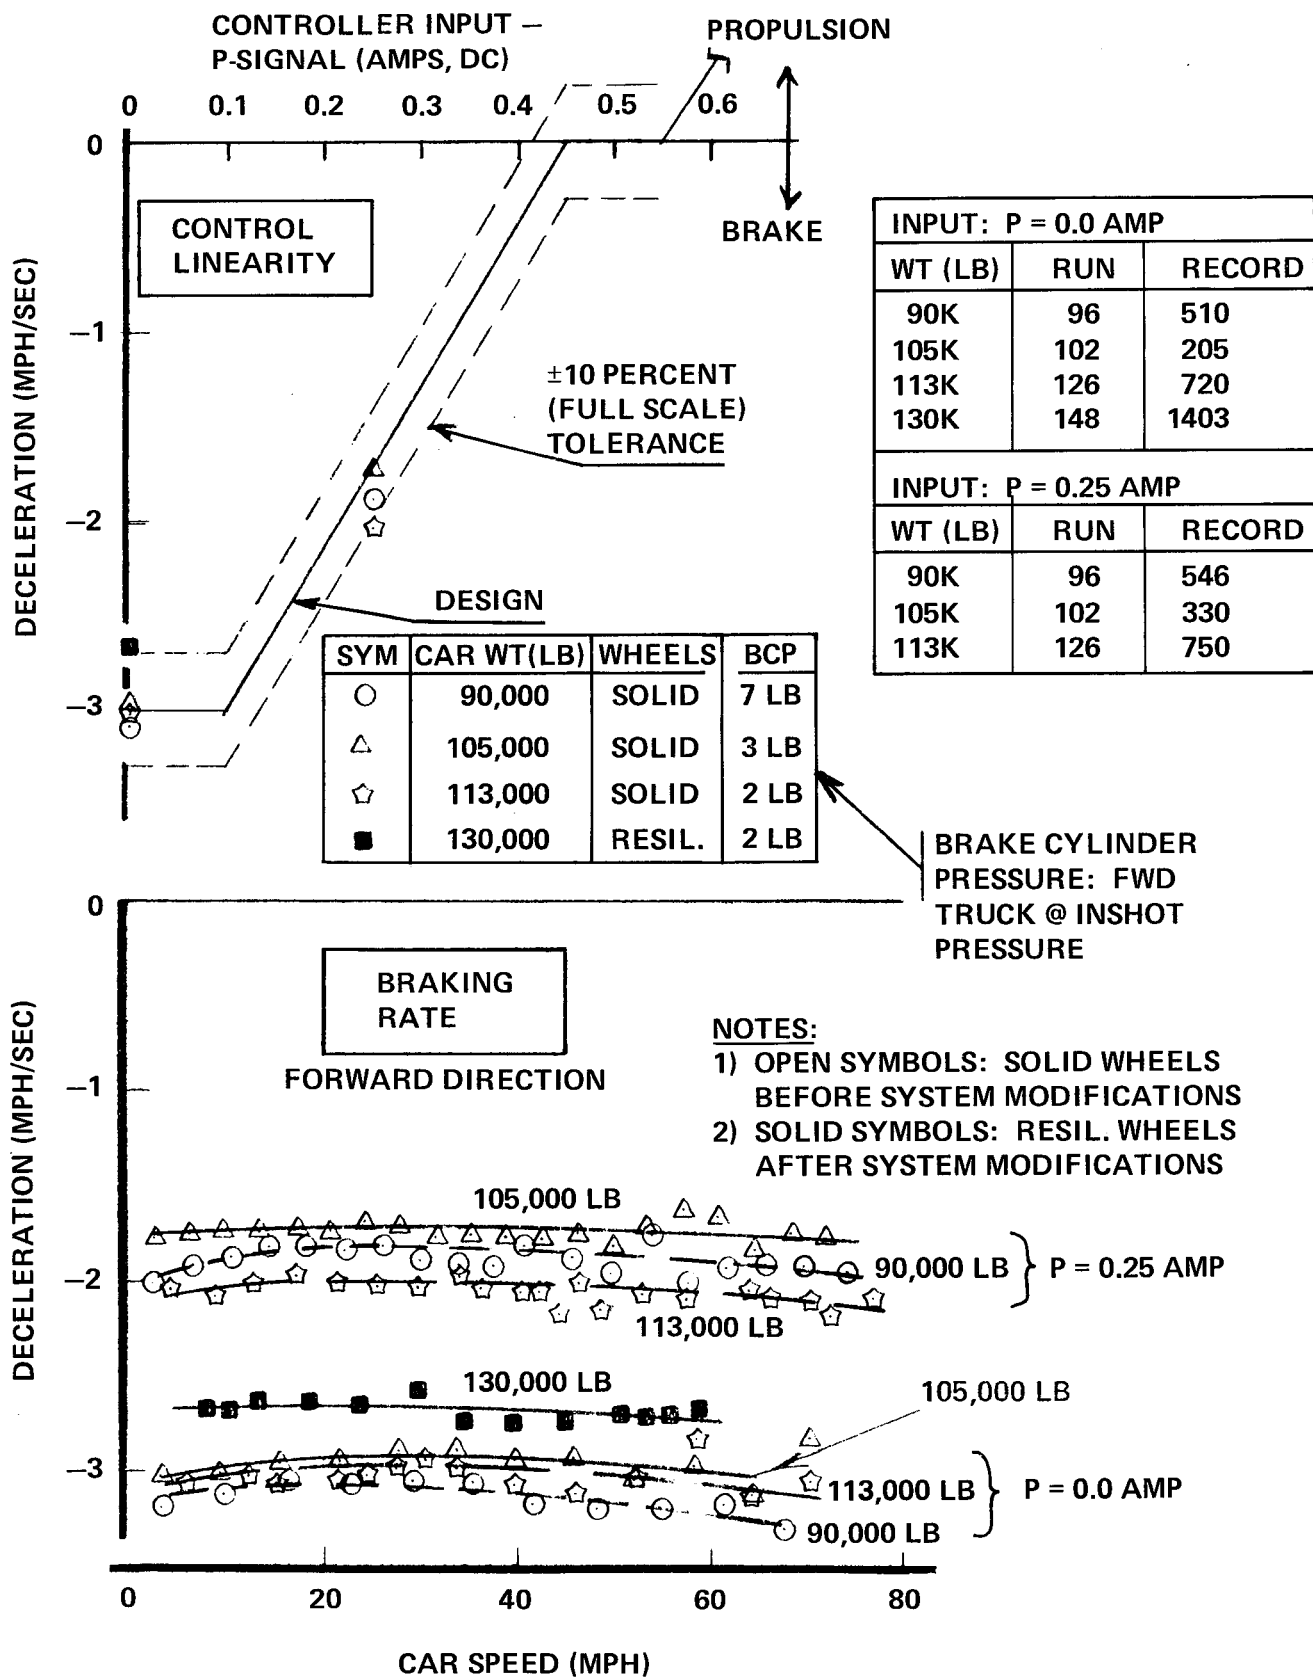 CONTROLLER INPUT –
P-SIGNAL (AMPS, DC)
PROPULSION
0 0.1 0.2 0.3 0.4 0.5 0.6
0
–1
–2
–3
DECELERATION (MPH/SEC)
CONTROL
LINEARITY
BRAKE
±10 PERCENT
(FULL SCALE)
TOLERANCE
DESIGN
INPUT: P = 0.0 AMP
WT (LB) RUN RECORD
90K 96 510
105K 102 205
113K 126 720
130K 148 1403
INPUT: P = 0.25 AMP
WT (LB) RUN RECORD
90K 96 546
105K 102 330
113K 126 750
SYM CAR WT(LB) WHEELS BCP
90,000 SOLID 7 LB
105,000 SOLID 3 LB
113,000 SOLID 2 LB
130,000 RESIL. 2 LB
BRAKE CYLINDER
PRESSURE: FWD
TRUCK @ INSHOT
PRESSURE
0
–1
–2
–3
DECELERATION (MPH/SEC)
BRAKING
RATE
FORWARD DIRECTION
NOTES:
1) OPEN SYMBOLS: SOLID WHEELS
BEFORE SYSTEM MODIFICATIONS
2) SOLID SYMBOLS: RESIL. WHEELS
AFTER SYSTEM MODIFICATIONS
105,000 LB
90,000 LB
P = 0.25 AMP
113,000 LB
130,000 LB
105,000 LB
113,000 LB
P = 0.0 AMP
90,000 LB
0 20 40 60 80
CAR SPEED (MPH)